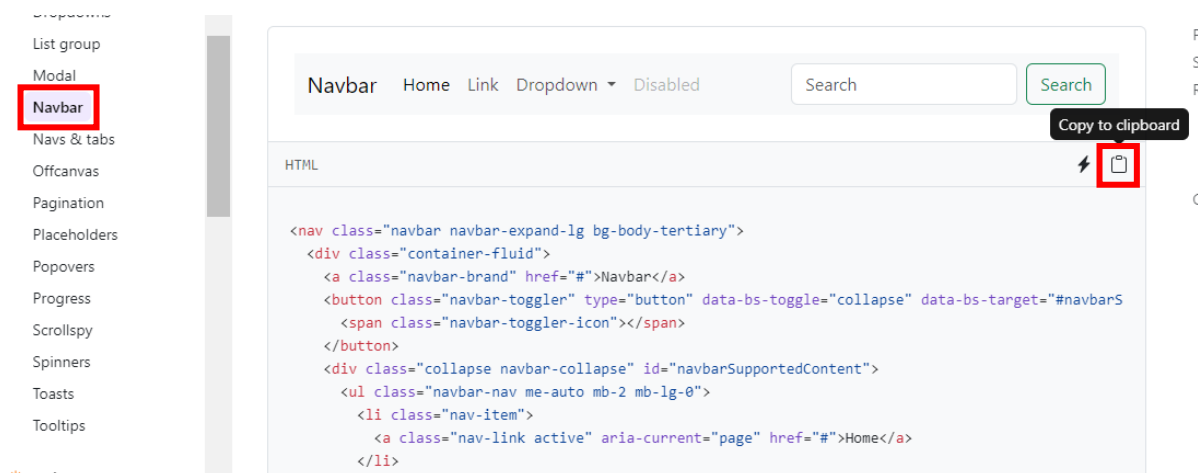 List group
Modal
Navbar
Navs & tabs
Offcanvas
Pagination
Placeholders
Popovers
Progress
Scrollspy
Spinners
Toasts
Tooltips
Navbar Home Link Dropdown Disabled Search Search
Copy to clipboard
HTML
<nav class="navbar navbar-expand-lg bg-body-tertiary">
<div class="container-fluid">
<a class="navbar-brand" href="#">Navbar</a>
<button class="navbar-toggler" type="button" data-bs-toggle="collapse" data-bs-target="#navbarS
<span class="navbar-toggler-icon"></span>
</button>
<div class="collapse navbar-collapse" id="navbarSupportedContent">
<ul class="navbar-nav me-auto mb-2 mb-lg-0">
<li class="nav-item">
<a class="nav-link active" aria-current="page" href="#">Home</a>
</li>